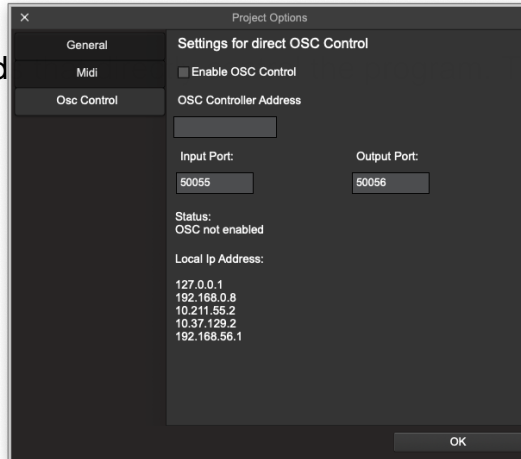 Project Options
General
Midi
Osc Control
Settings for direct OSC Control
Enable OSC Control
OSC Controller Address
Input Port:
Output Port:
50055
50056
Status:
OSC not enabled
Local Ip Address:
127.0.0.1
192.168.0.8
10.211.55.2
10.37.129.2
192.168.56.1
OK